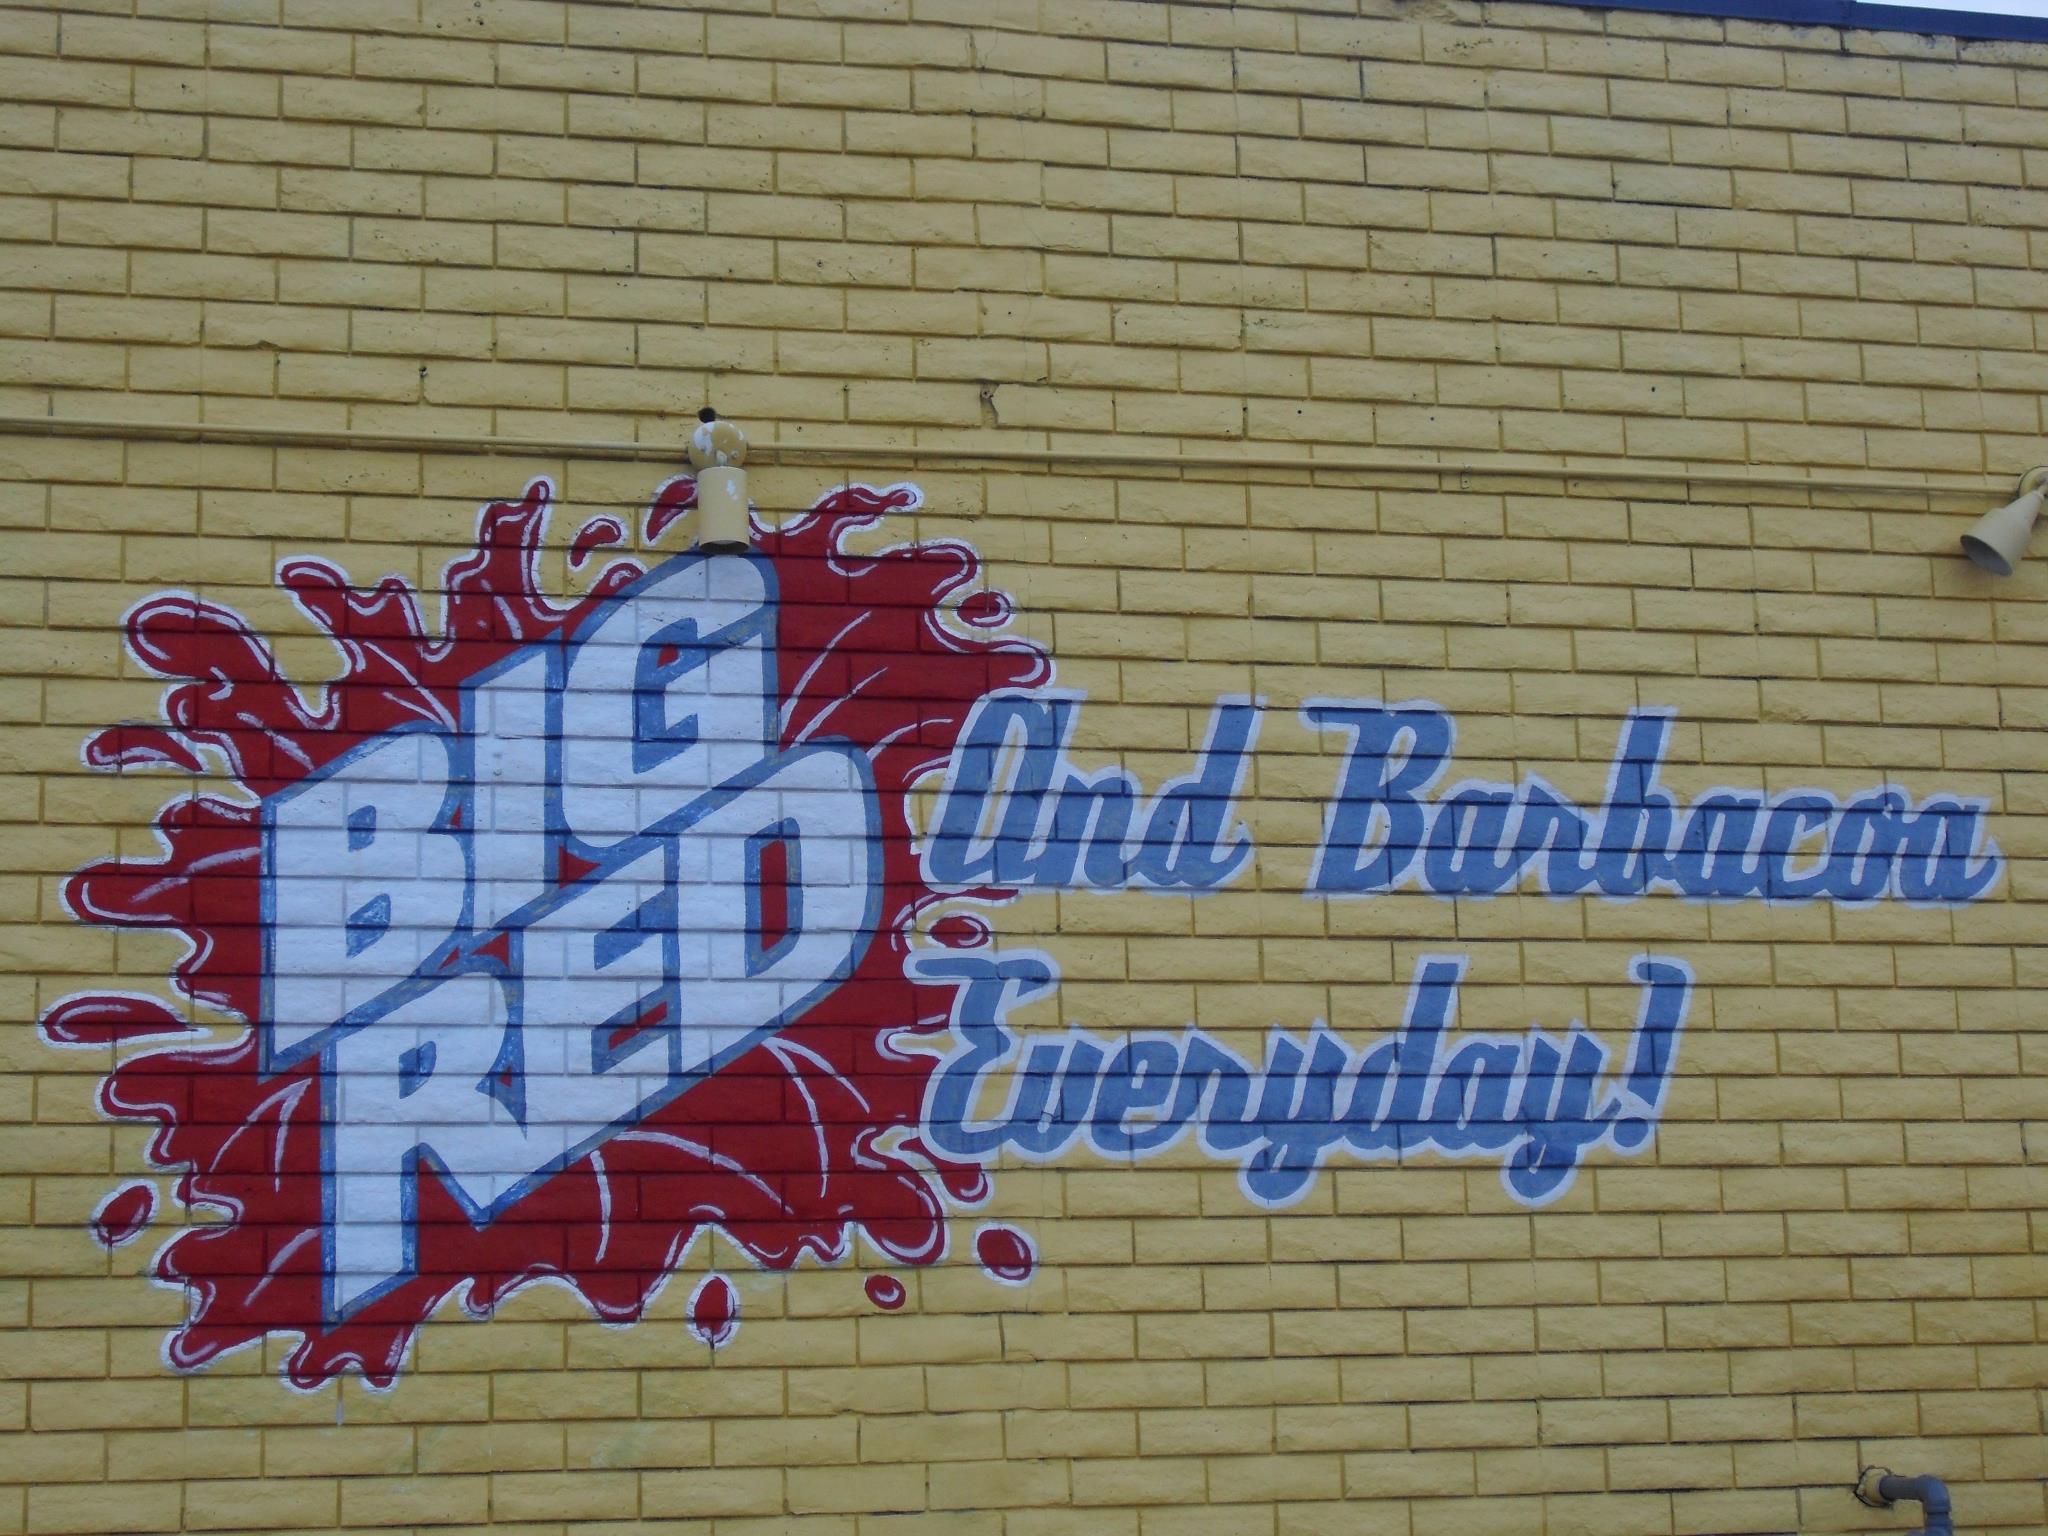 BIG
RED
And Barbacoa
Everyday!